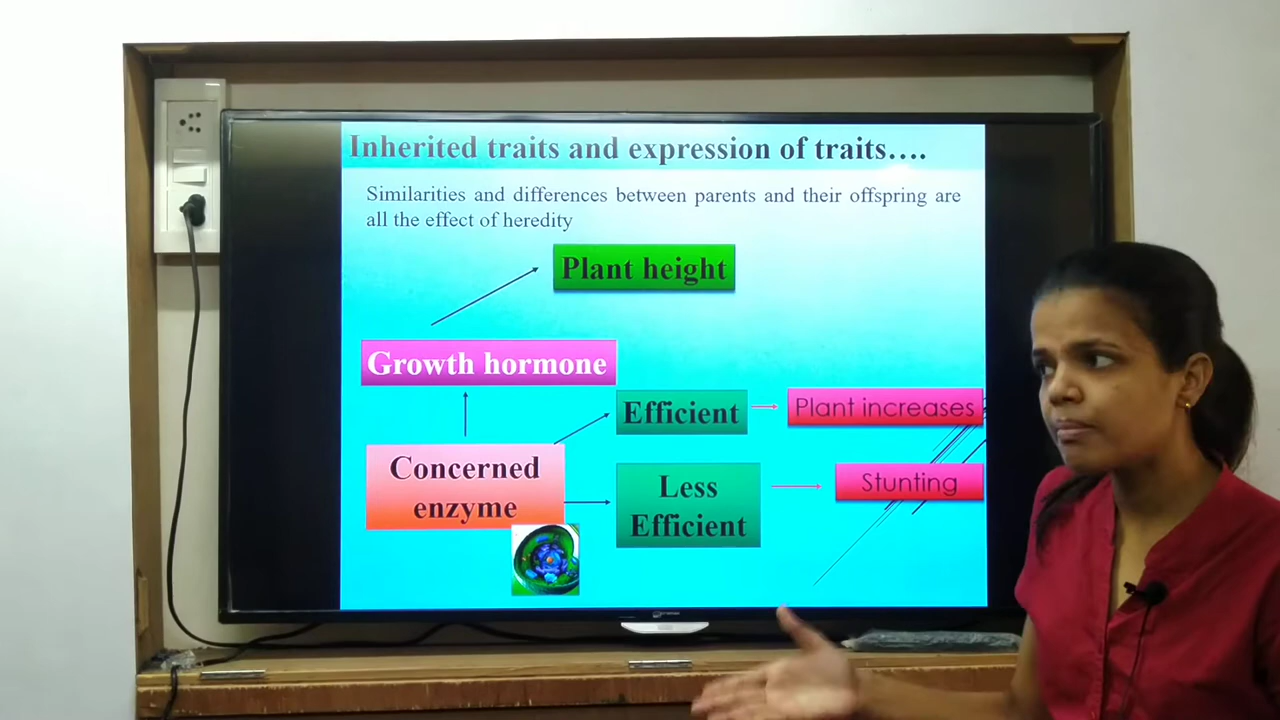 Inherited traits and expression of traits....
Similarities and differences between parents and their offspring are
all the effect of heredity
Plant height
Growth hormone
Efficient
Plant increases
Concerned
enzyme
Less
Efficient
Stunting